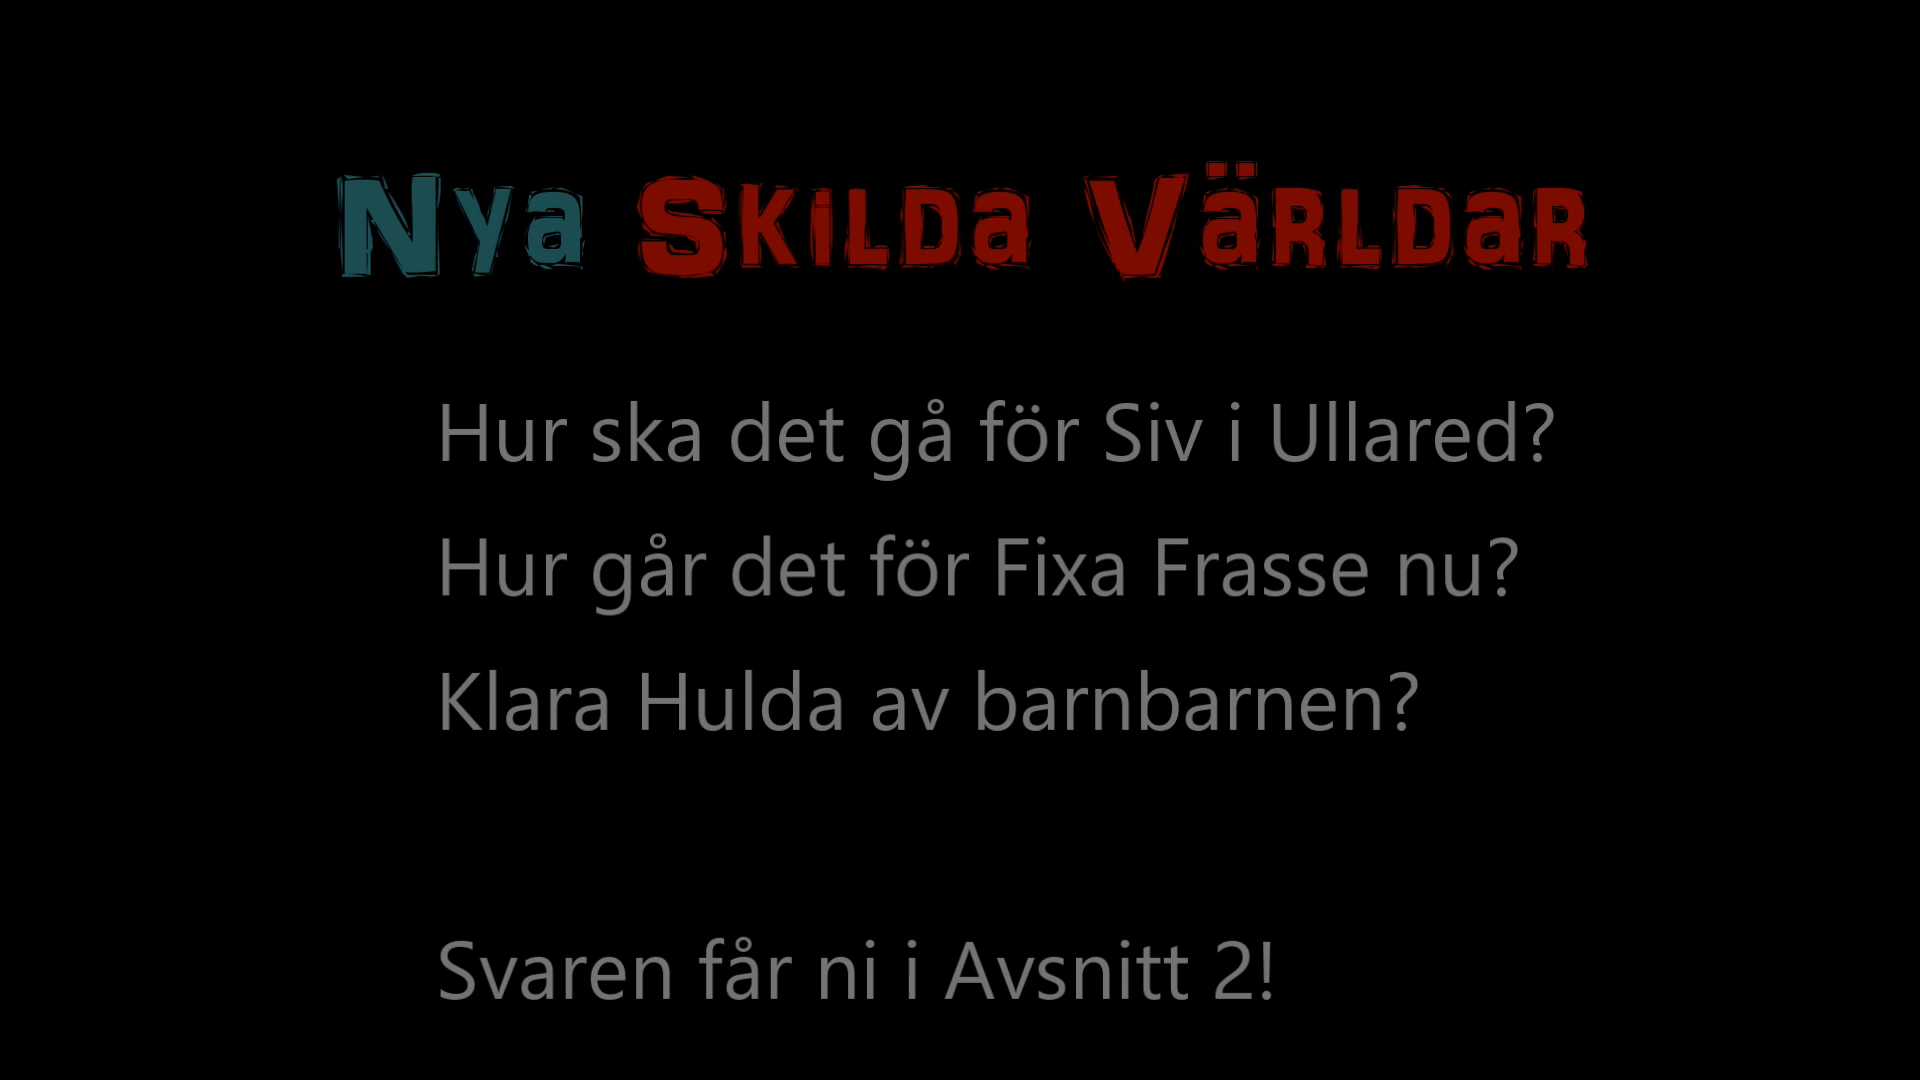 Nya Skilda Världar
Hur ska det gå för Siv i Ullared?
Hur går det för Fixa Frasse nu?
Klara Hulda av barnbarnen?
Svaren får ni i Avsnitt 2!